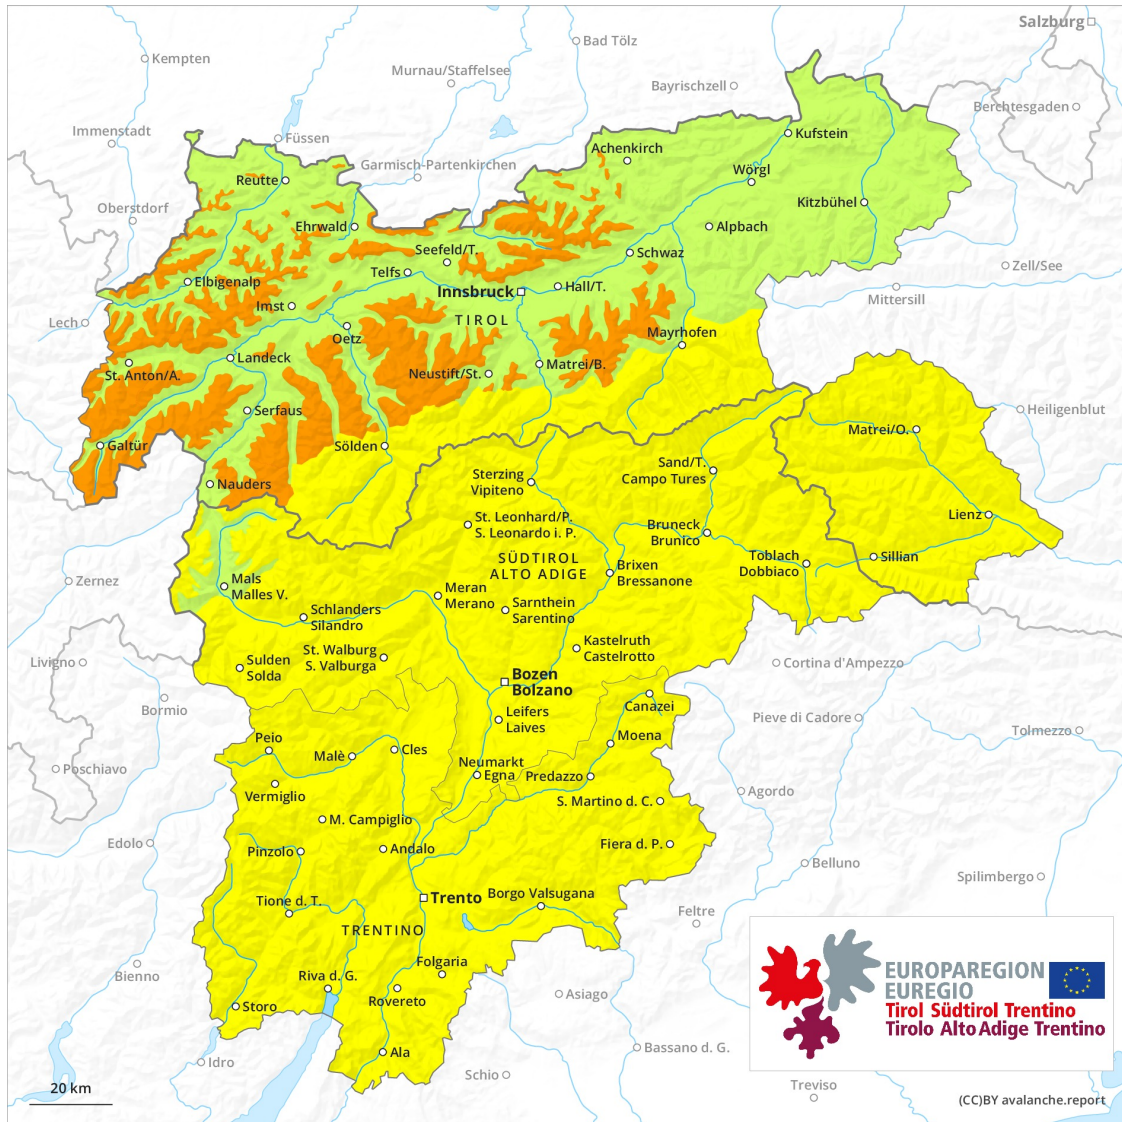 Salzburg
Bad Tölz
Kempten
Murnau/Staffelsee
Bayrischzell
Berchtesgaden
Immenstadt
Füssen
Kufstein
Achenkirch
Garmisch-Partenkirchen
Wörgl
Reutte
Kitzbühel
Oberstdorf
Ehrwald
Alpbach
Seefeld/T.
Schwaz
Zell/See
Telfs
Elbigenalp
Hall/T.
Innsbruck
Mittersill
Imst
TIROL
Lech
Mayrhofen
Oetz
Landeck
Matrei/B.
St. Anton/A.
Neustift/St.
Serfaus
Heiligenblut
Matrei/O.
Galtür
Sölden
Sand/T.
Campo Tures
Sterzing
Vipiteno
Nauders
Lienz
St. Leonhard/P.
S. Leonardo i. P.
Bruneck
Brunico
SÜDTIROL
ALTO ADIGE
Toblach
Dobbiaco
Sillian
Brixen
Bressanone
Zernez
Mals
Malles V.
Meran
Merano
Sarnthein
Sarentino
Schlanders
Silandro
Kastelruth
Castelrotto
St. Walburg
S. Valburga
Livigno
Sulden
Solda
Cortina d'Ampezzo
Bozen
Bolzano
Canazei
Bormio
Leifers
Laives
Pieve di Cadore
Tolmezzo
Peio
Moena
Cles
Malè
Neumarkt
Egna
Poschiavo
Predazzo
Vermiglio
Agordo
S. Martino d. C.
M. Campiglio
Edolo
Fiera d. P.
Pinzolo
Andalo
Belluno
Spilimbergo
Borgo Valsugana
Trento
Tione d. T.
Feltre
TRENTINO
Folgaria
Bienno
Riva d. G.
Asiago
Rovereto
Storo
EUROPAREGION
EUREGIO
Tirol Südtirol Trentino
Tirolo Alto Adige Trentino
Ala
Bassano d. G.
Idro
Schio
20 km
Treviso
(CC)BY avalanche.report